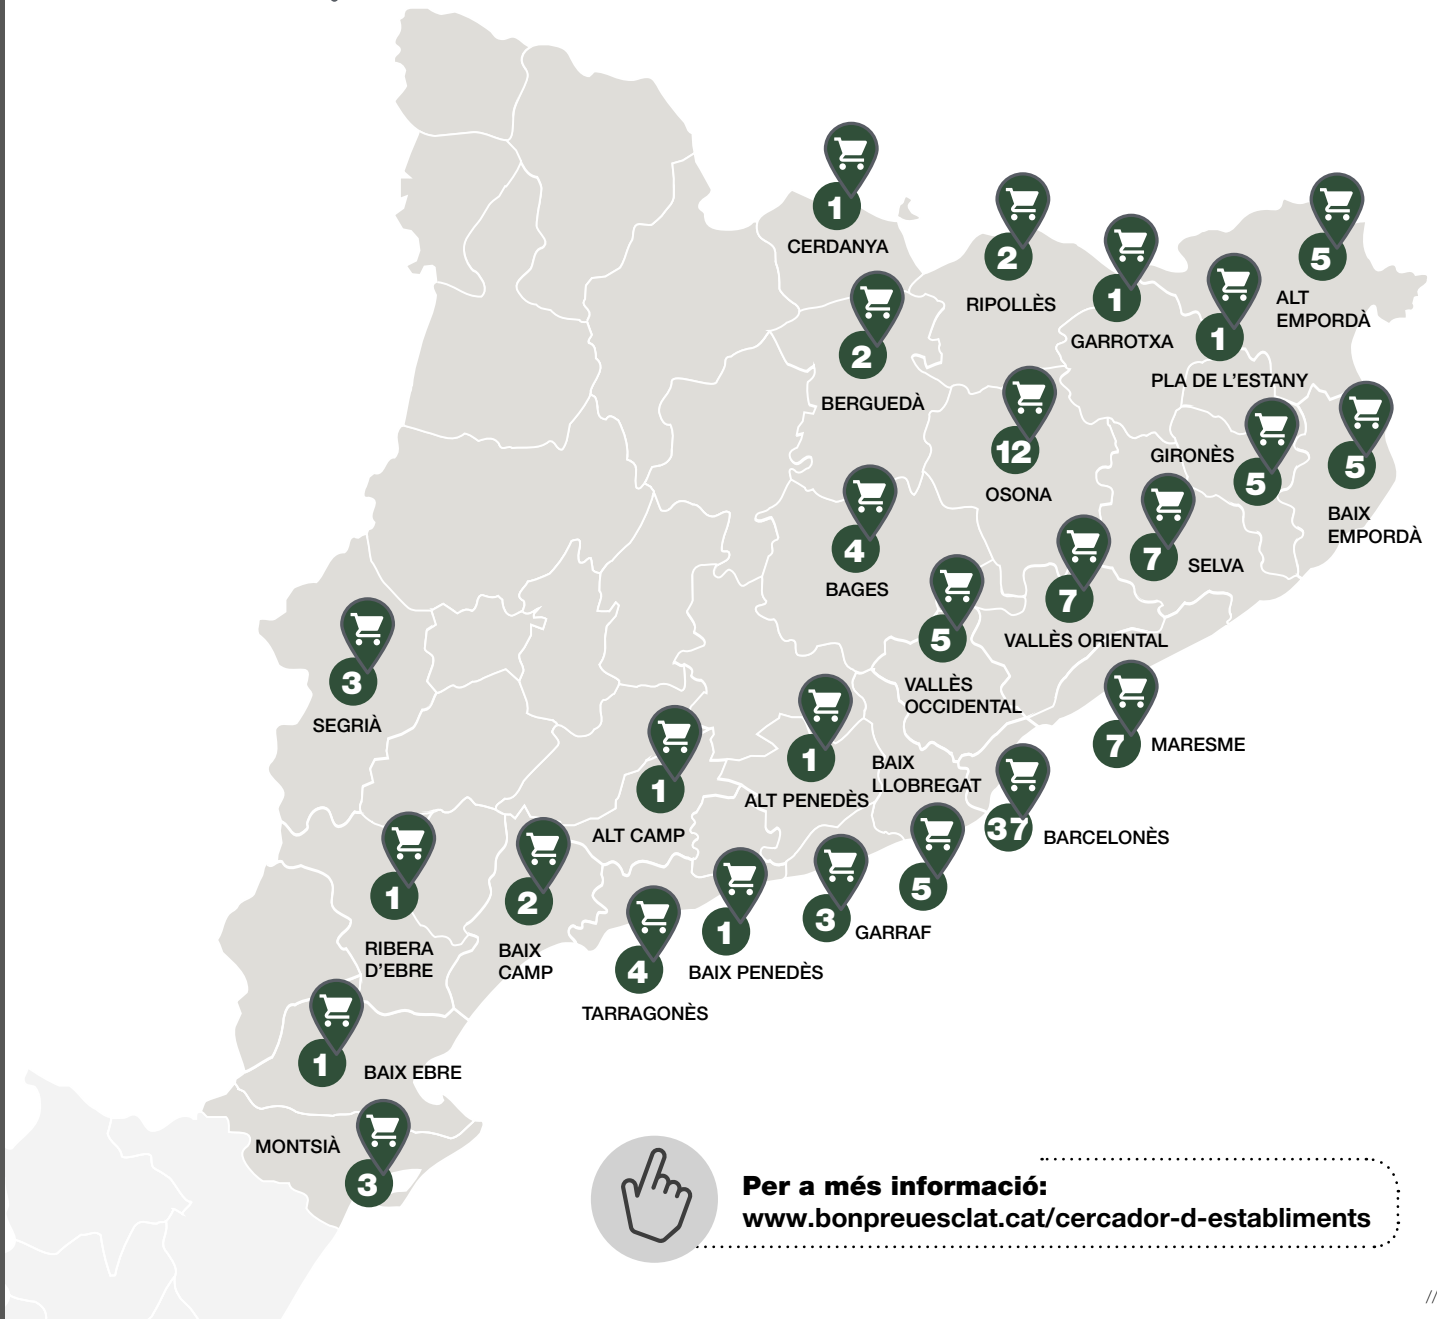 1
CERDANYA
2
RIPOLLÈS
1
GARROTXA
1
PLA DE L'ESTANY
5
ALT
EMPORDÀ
2
BERGUEDÀ
12
OSONA
GIRONÈS
5
5
BAIX
EMPORDÀ
4
BAGES
7
SELVA
7
VALLÈS ORIENTAL
5
VALLÈS
OCCIDENTAL
3
SEGRIÀ
7
MARESME
1
ALT CAMP
1
ALT PENEDÈS
BAIX
LLOBREGAT
5
37
BARCELONÈS
1
RIBERA
D'EBRE
2
BAIX
CAMP
4
TARRAGONÈS
1
BAIX PENEDÈS
3
GARRAF
1
BAIX EBRE
MONTSIÀ
3
Per a més informació:
www.bonpreuesclat.cat/cercador-d-establiments
//